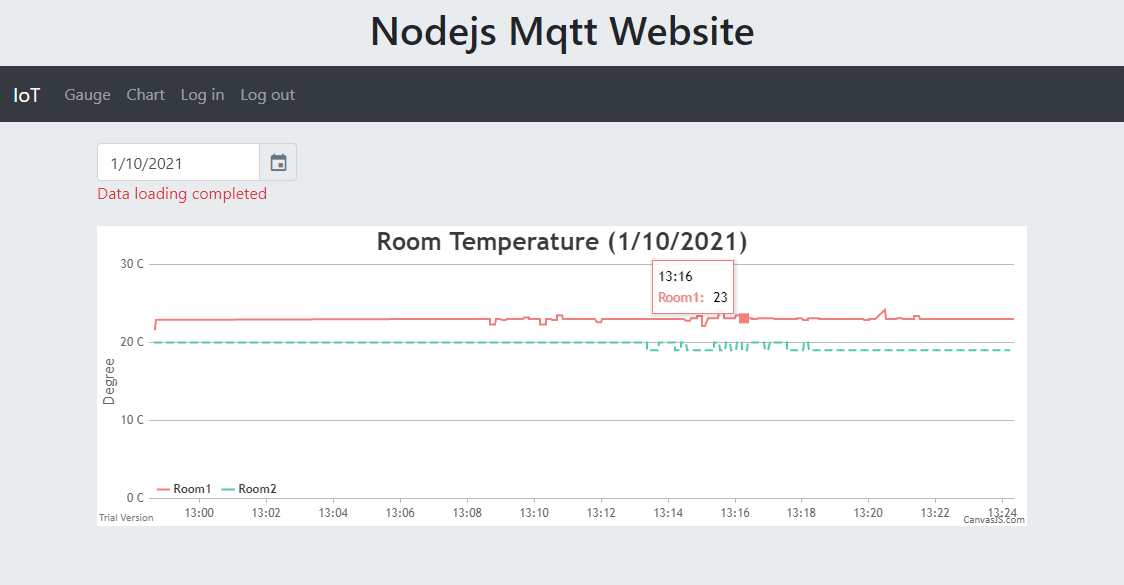 Nodejs Mqtt Website
IoT Gauge Chart Log in Log out
1/10/2021
Data loading completed
Room Temperature (1/10/2021)
30 C
13:16
Room1: 23
20 C
Degree
10 C
Room1 Room2
0 C
13:00 13:02 13:04 13:06 13:08 13:10 13:12 13:14 13:16 13:18 13:20 13:22 13:24
Trial Version
CanvasJS.com